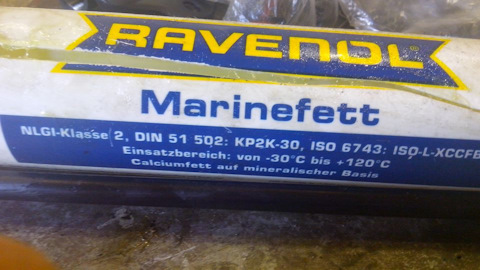 RAVENOL®
Marinefett
NLGI-Klasse 2, DIN 51 502: KP2K-30, ISO 6743: ISO-L-XCCFB
Einsatzbereich: von -30°C bis +120°C
Calciumfett auf mineralischer Basis